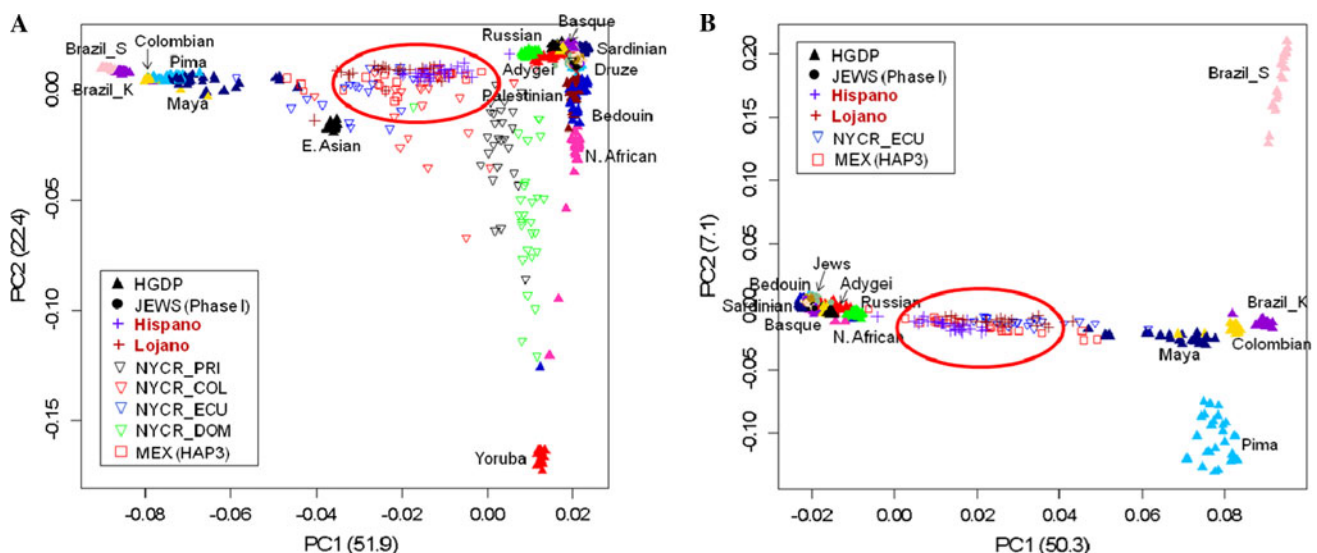 A
Brazil_S
Colombian
Pima
Brazil_K
Maya
E. Asian
Russian
Basque
Sardinian
Adygei
Druze
Palestinian
Bedouin
N. African
Yoruba
HGDP
JEWS (Phase I)
Hispano
Lojano
NYCR_PRI
NYCR_COL
NYCR_ECU
NYCR_DOM
MEX (HAP3)
0.00
-0.05
-0.10
-0.15
PC2 (22.4)
-0.08 -0.06 -0.04 -0.02 0.00 0.02
PC1 (51.9)
B
HGDP
JEWS (Phase I)
Hispano
Lojano
NYCR_ECU
MEX (HAP3)
Brazil_S
Jews
Bedouin
Adygei
Sardinian
Russian
Basque
N. African
Brazil_K
Colombian
Maya
Pima
0.20
0.15
0.20
0.05
0.00
-0.05
-0.10
PC2 (7.1)
-0.02 0.00 0.02 0.04 0.06 0.08
PC1 (50.3)